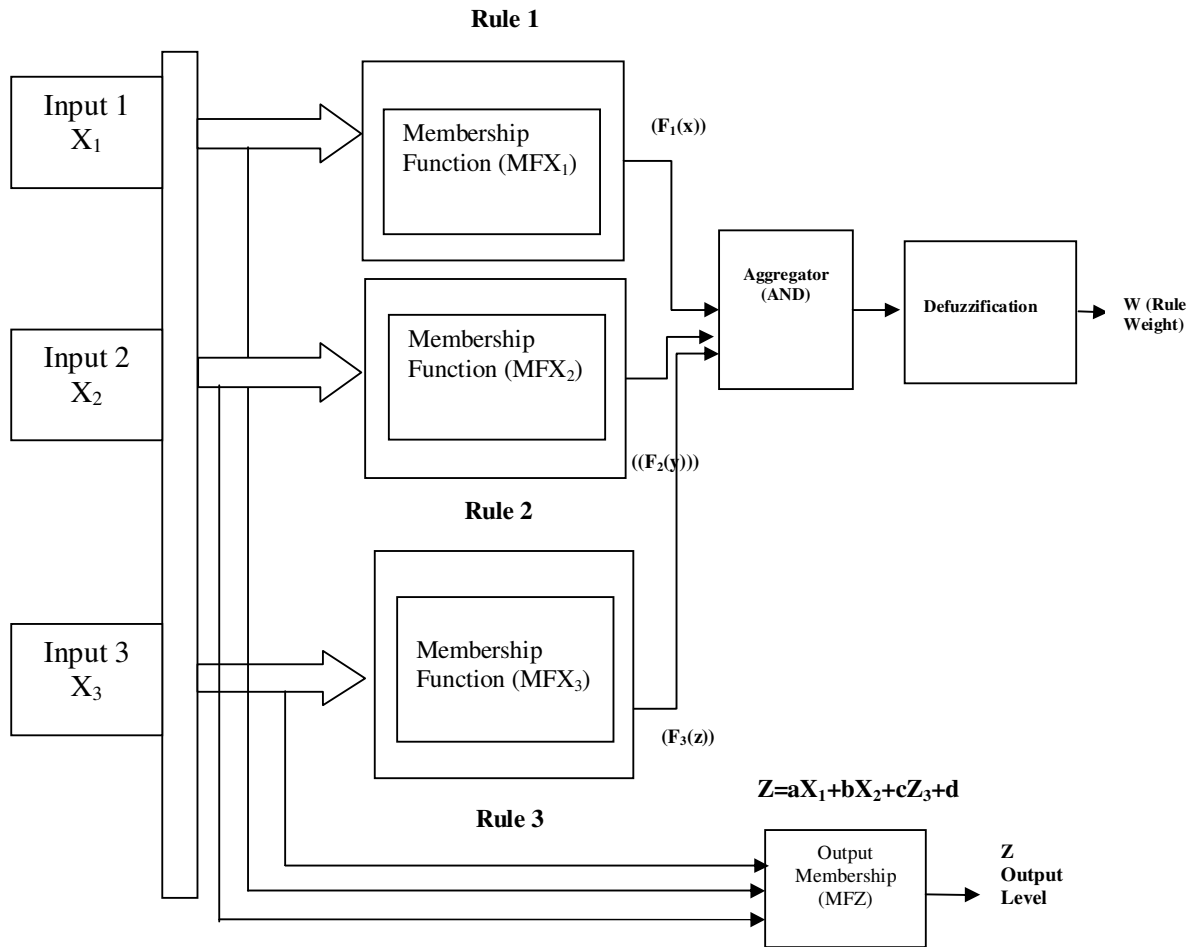 Rule 1
Input 1
X₁
Membership
Function (MFX₁)
(F₁(x))
Input 2
X₂
Membership
Function (MFX₂)
((F₂(y)))
Aggregator
(AND)
Defuzzification
W (Rule
Weight)
Rule 2
Input 3
X₃
Membership
Function (MFX₃)
(F₃(z))
Rule 3
Z=aX₁+bX₂+cZ₃+d
Output
Membership
(MFZ)
Z
Output
Level